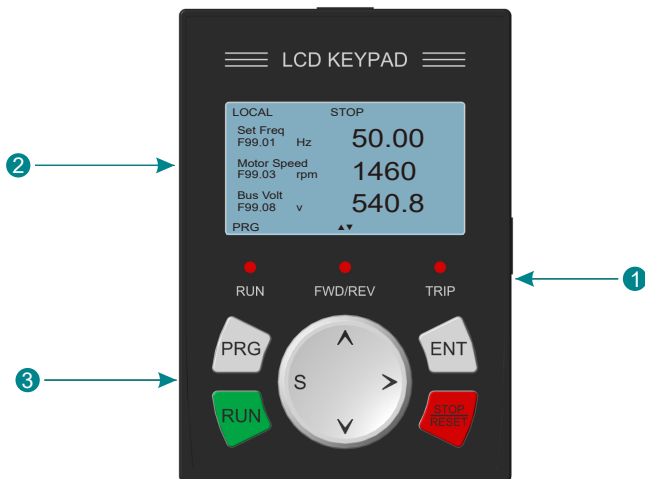 LCD KEYPAD
LOCAL STOP
Set Freq
F99.01 Hz 50.00
Motor Speed
F99.03 rpm 1460
Bus Volt
F99.08 v 540.8
PRG ▲▼
2
1
RUN FWD/REV TRIP
PRG ENT
S
3
RUN STOP
RESET